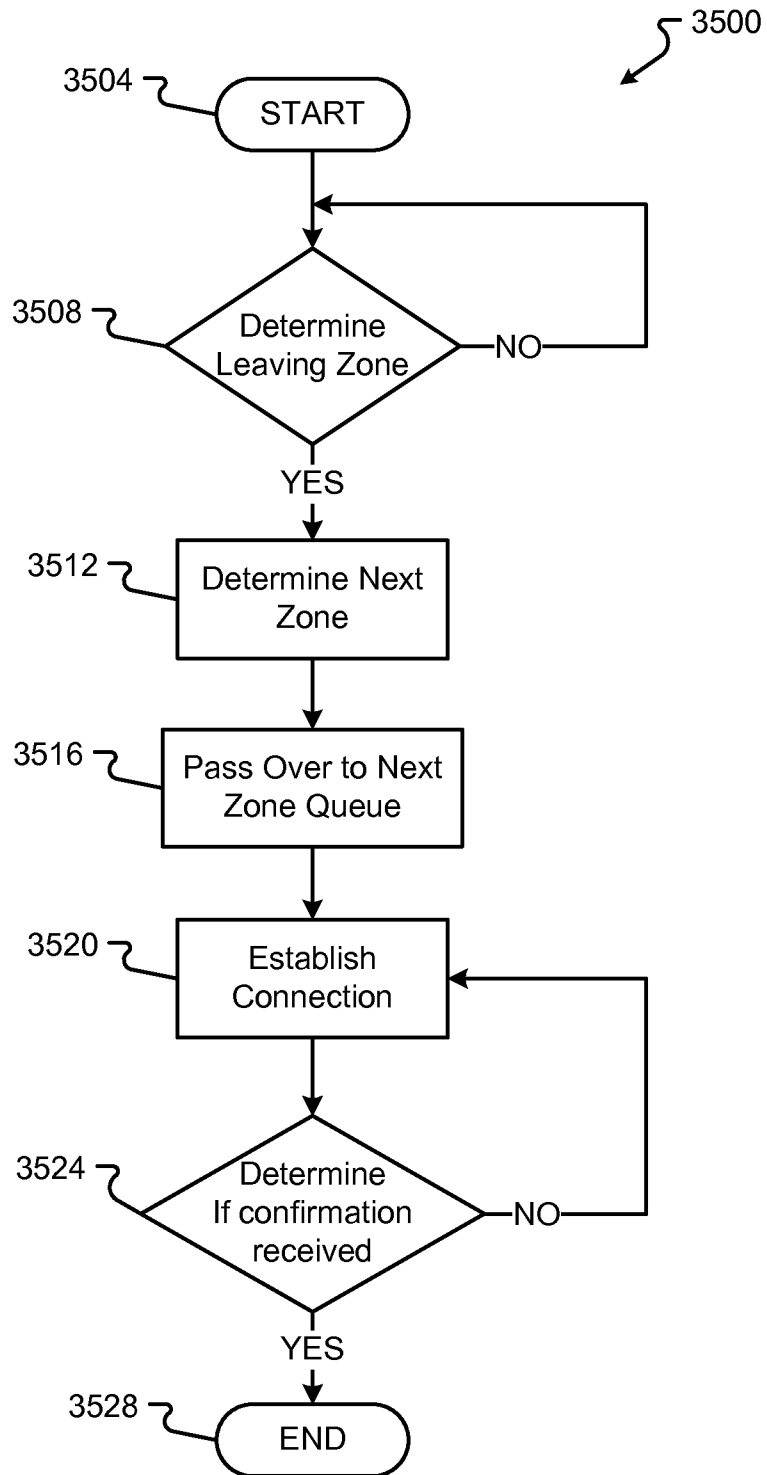 3500
3504
START
3508
Determine
Leaving Zone
NO
YES
3512
Determine Next
Zone
3516
Pass Over to Next
Zone Queue
3520
Establish
Connection
3524
Determine
If confirmation
received
NO
YES
3528
END